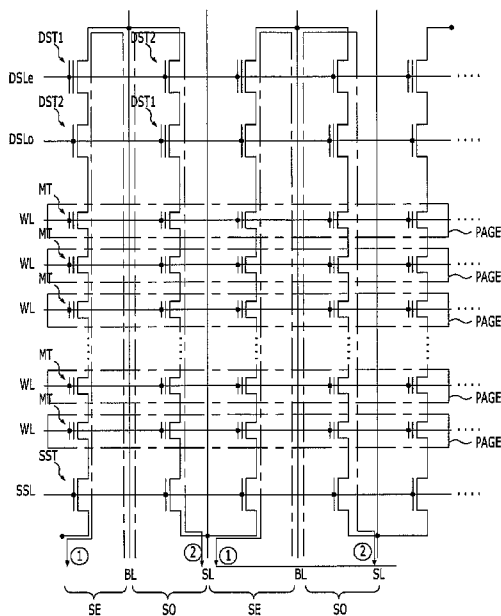 DST1 DST2
DSLe
DST2 DST1
DSLo
MT
WL
PAGE
MT
WL
PAGE
MT
WL
PAGE
MT
WL
PAGE
MT
WL
PAGE
SST
SSL
① ② ① ②
BL SL BL SL
SE SO SE SO